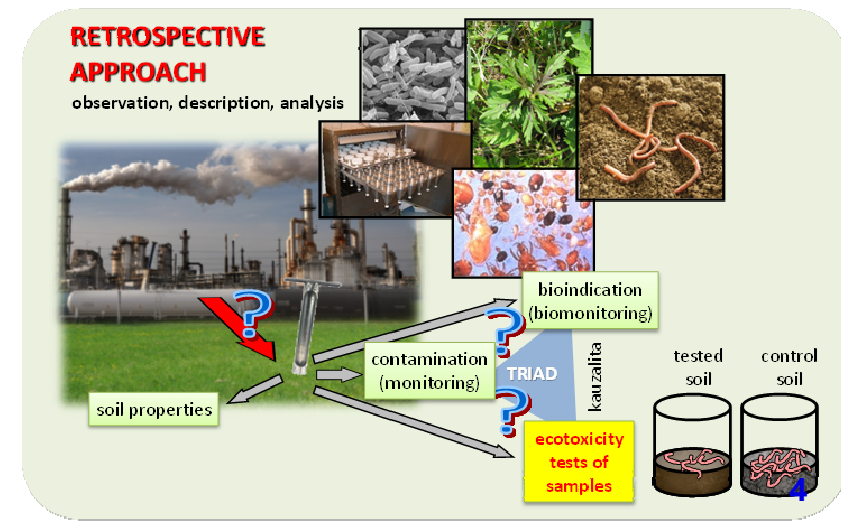 RETROSPECTIVE
APPROACH
observation, description, analysis
?
bioindication
(biomonitoring)
?
contamination
(monitoring)
TRIAD
kauzalita
tested
soil
control
soil
soil properties
?
ecotoxicity
tests of
samples
4